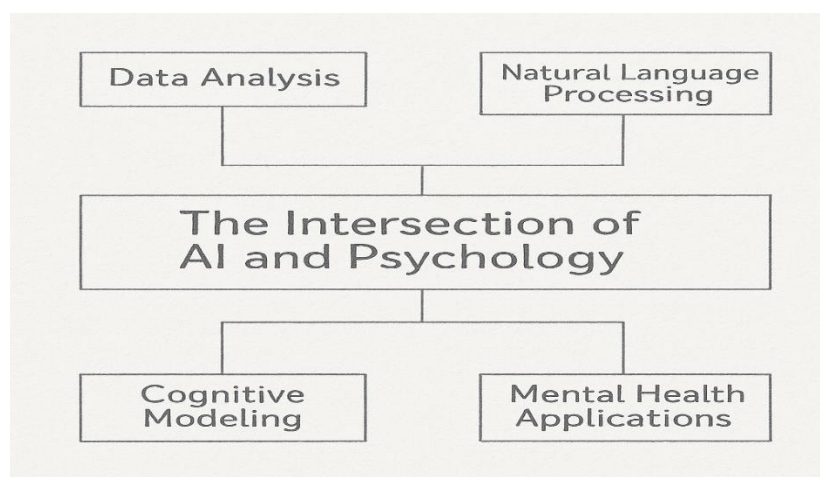 Data Analysis
Natural Language
Processing
The Intersection of
AI and Psychology
Cognitive
Modeling
Mental Health
Applications